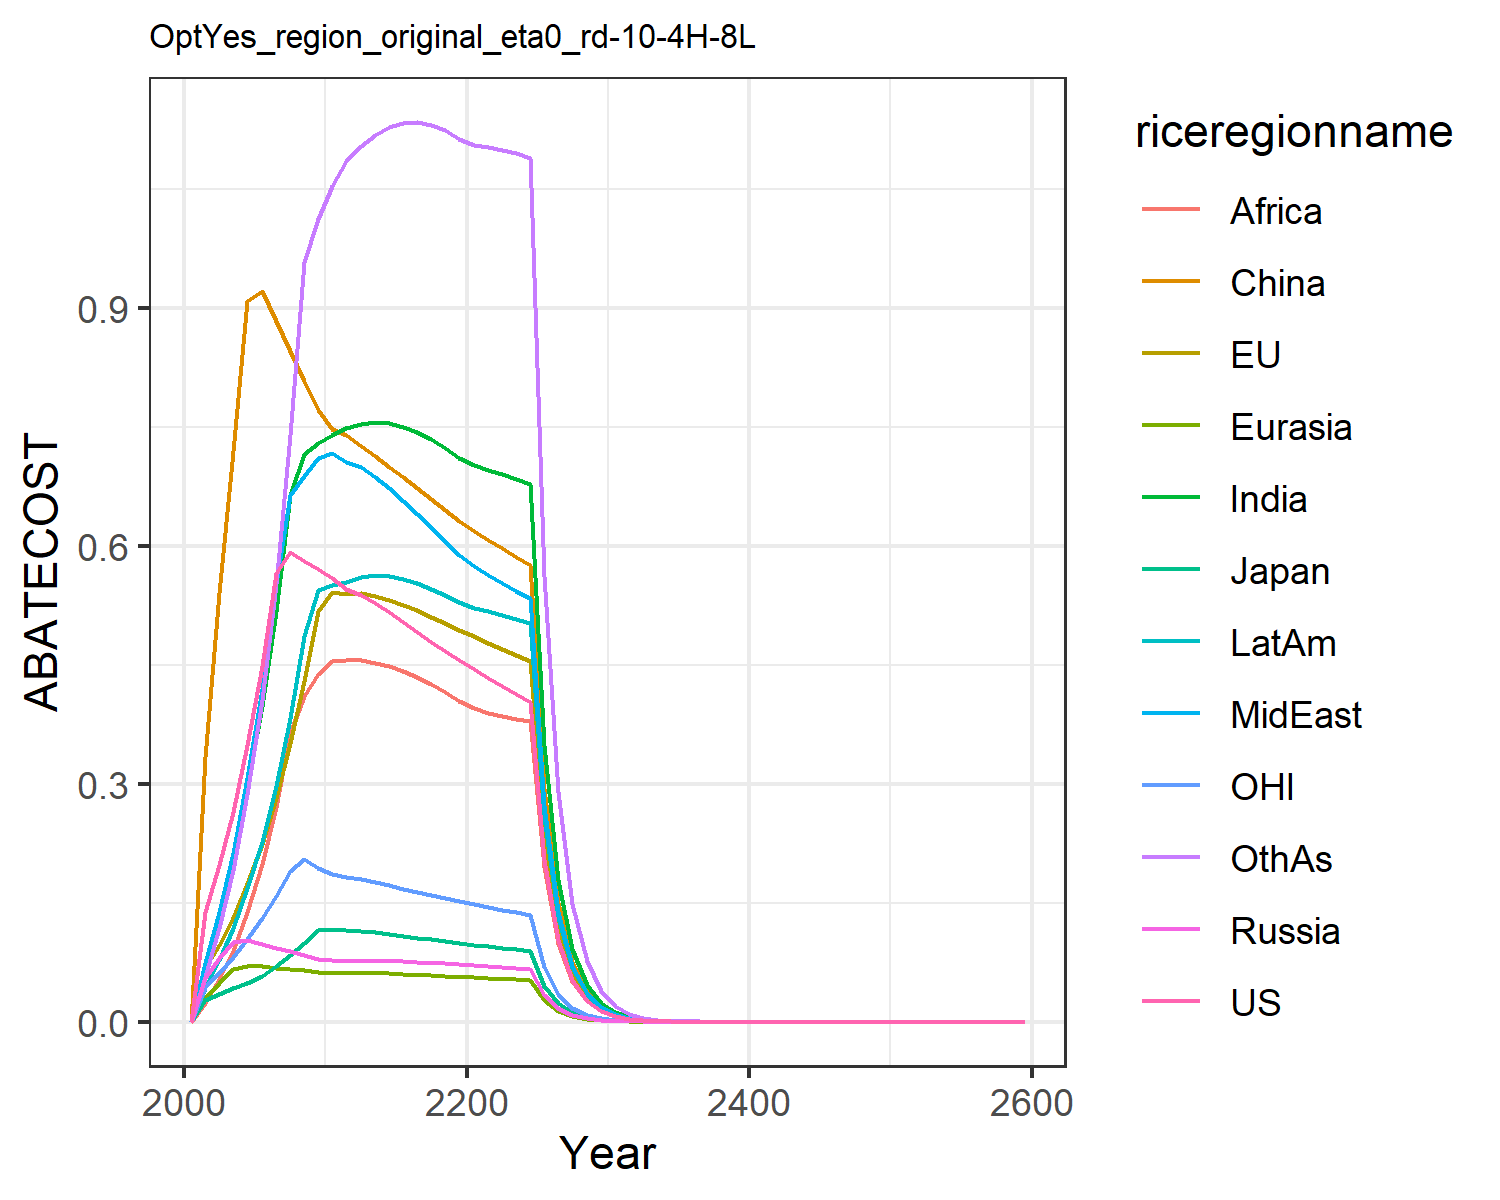 OptYes_region_original_eta0_rd-10-4H-8L
ABATECOST
0.9
0.6
0.3
0.0
2000 2200 2400 2600
Year
riceregionname
Africa
China
EU
Eurasia
India
Japan
LatAm
MidEast
OHI
OthAs
Russia
US